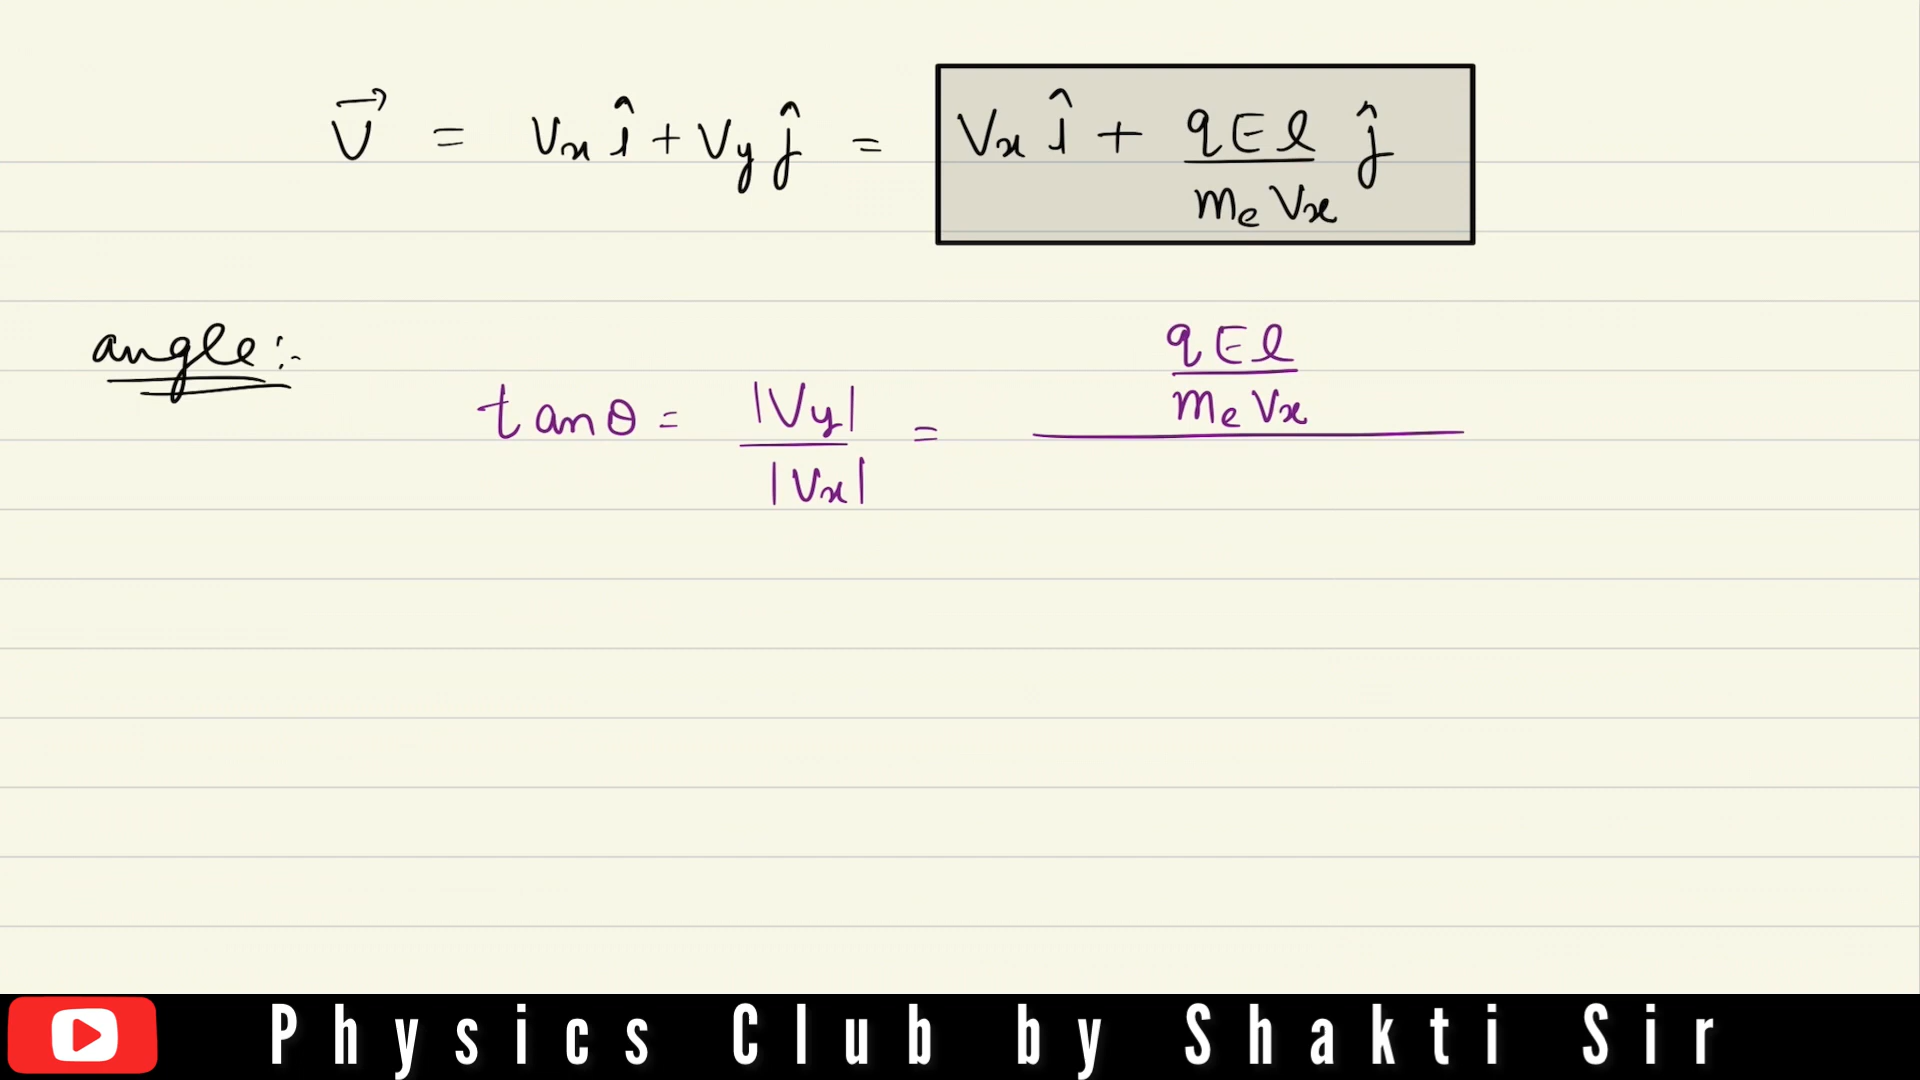 V⃗ = Vx î + Vy ĵ = Vx î + qEl/(me Vx) ĵ
angle:-
tanθ = |Vy|/|Vx| = qEl/(me Vx)/
Physics Club by Shakti Sir